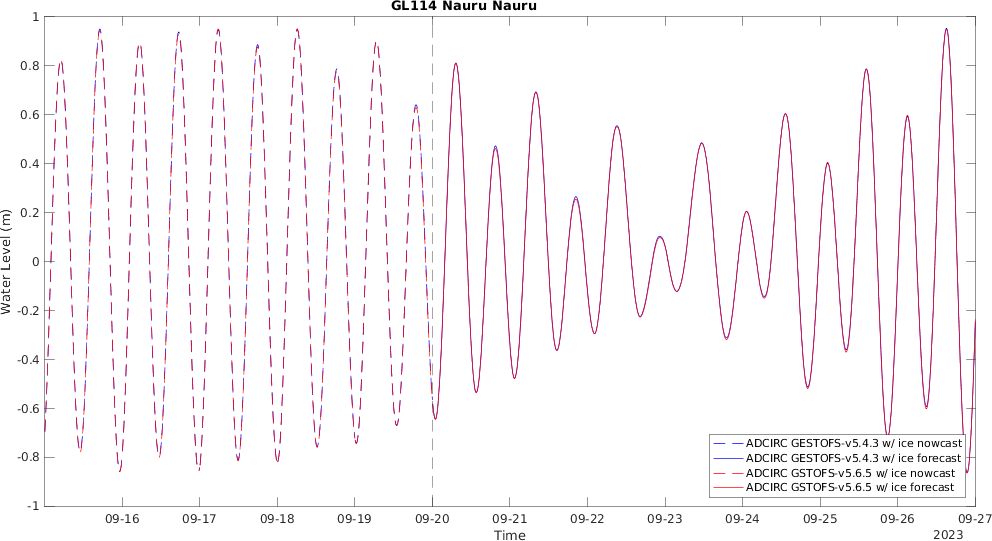 GL114 Nauru Nauru
1
0.8
0.6
0.4
0.2
0
-0.2
-0.4
-0.6
-0.8
-1
Water Level (m)
ADCIRC GESTOFS-v5.4.3 w/ ice nowcast
ADCIRC GESTOFS-v5.4.3 w/ ice forecast
ADCIRC GSTOFS-v5.6.5 w/ ice nowcast
ADCIRC GSTOFS-v5.6.5 w/ ice forecast
09-16 09-17 09-18 09-19 09-20 09-21 09-22 09-23 09-24 09-25 09-26 09-27
Time
2023